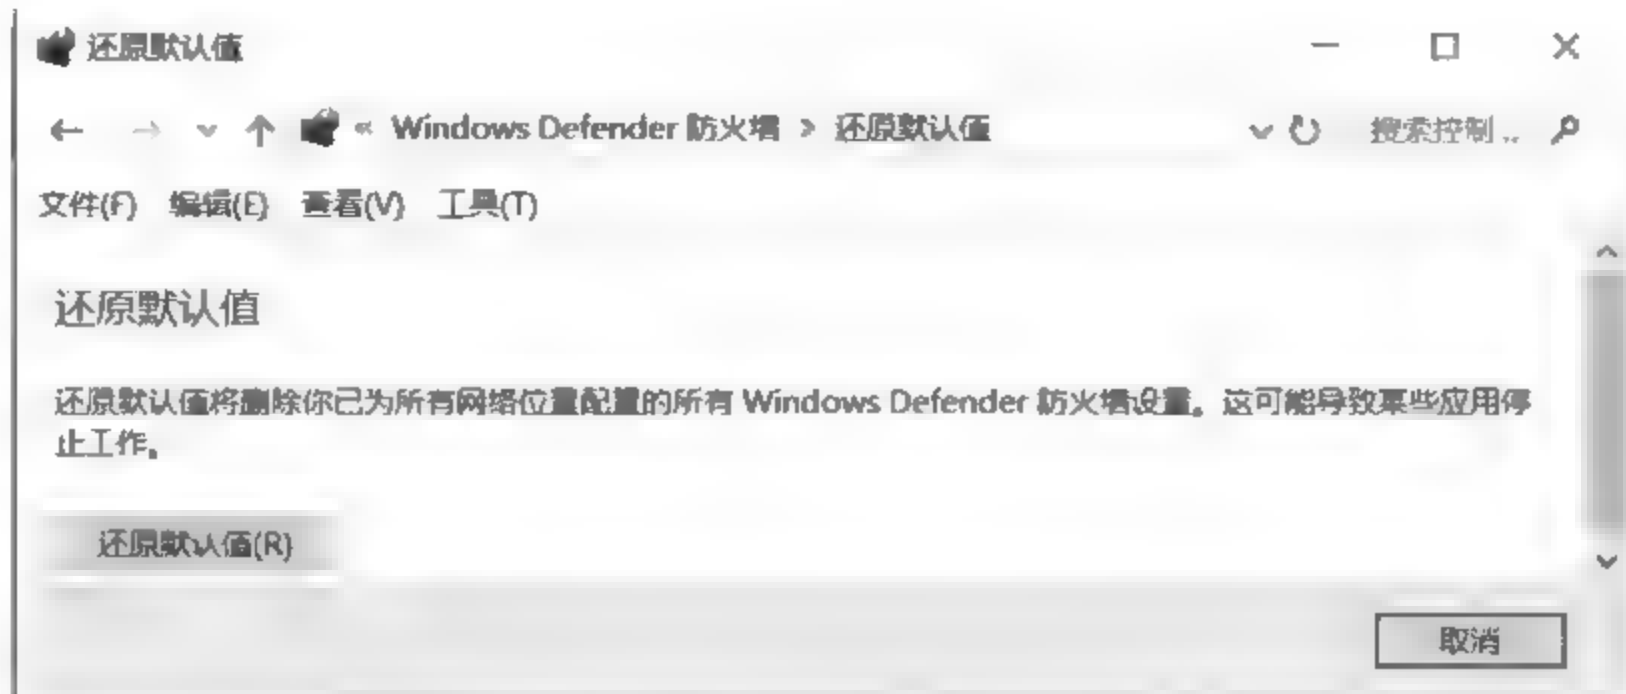 还原默认值
« Windows Defender 防火墙 > 还原默认值 搜索控制...
文件(F) 编辑(E) 查看(V) 工具(T)
还原默认值
还原默认值将删除你已为所有网络位置配置的所有 Windows Defender 防火墙设置。这可能导致某些应用停
止工作。
还原默认值(R)
取消